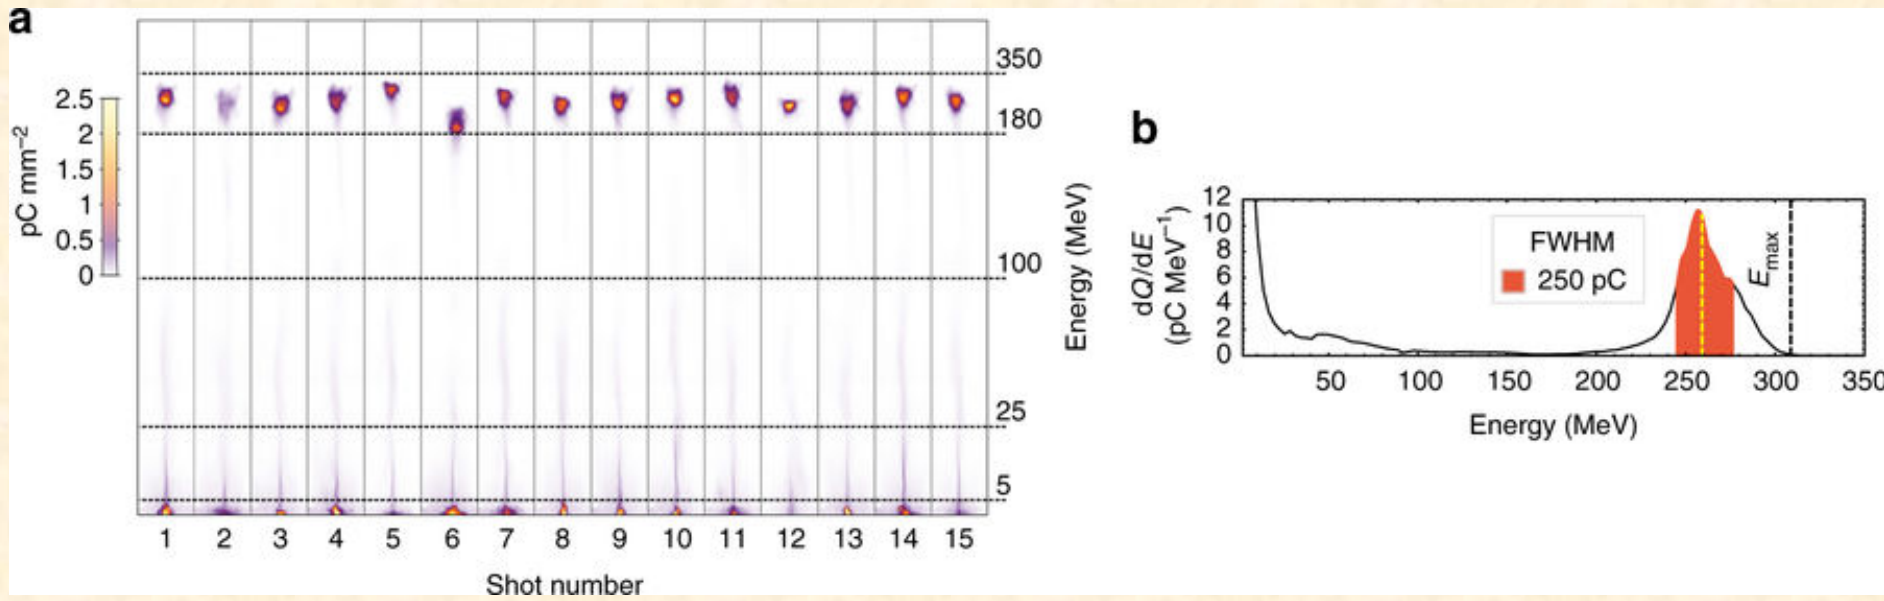 a
350
180
100
25
5
Energy (MeV)
2.5
2
1.5
1
0.5
0
pC mm⁻²
1 2 3 4 5 6 7 8 9 10 11 12 13 14 15
Shot number
b
12
10
8
6
4
2
0
dQ/dE
(pC MeV⁻¹)
FWHM
250 pC
Emax
50 100 150 200 250 300 350
Energy (MeV)